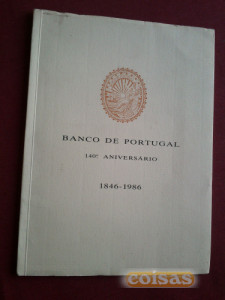 BANCO DE PORTUGAL
140º ANIVERSÁRIO
1846-1986
coisas